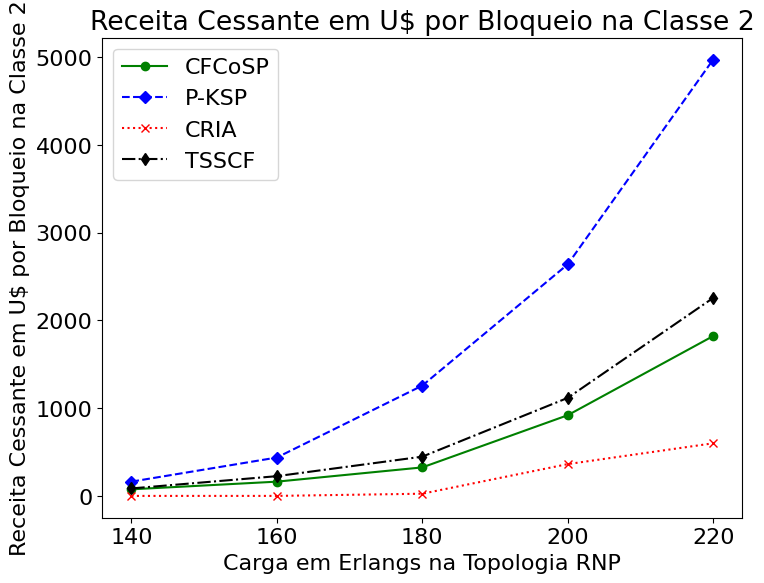 Receita Cessante em U$ por Bloqueio na Classe 2
Receita Cessante em U$ por Bloqueio na Classe 2
CFCoSP
P-KSP
CRIA
TSSCF
5000
4000
3000
2000
1000
0
140 160 180 200 220
Carga em Erlangs na Topologia RNP